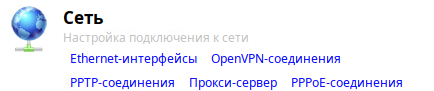 Сеть
Настройка подключения к сети
Ethernet-интерфейсы OpenVPN-соединения
PPTP-соединения Прокси-сервер PPPoE-соединения